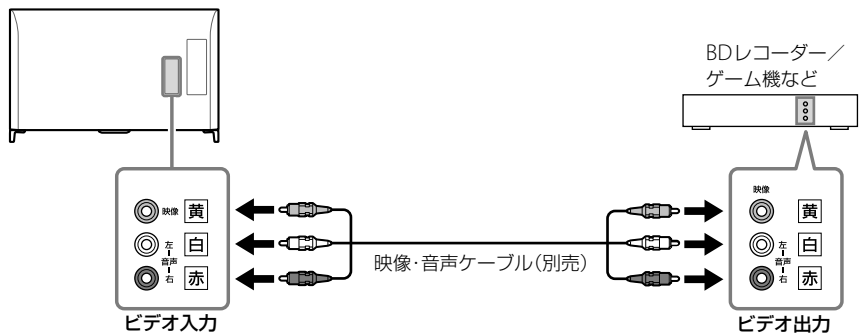 BDレコーダー／
ゲーム機など
映像 黄
左 白
音声
右 赤
ビデオ入力
映像・音声ケーブル（別売）
映像
黄
左 白
音声
右 赤
ビデオ出力